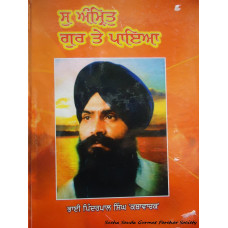 ਸੁ ਅੰਮ੍ਰਿਤੁ
ਗੁਰ ਤੇ ਪਾਇਆ
ਭਾਈ ਪਿੰਦਰਪਾਲ ਸਿੰਘ ਕਥਾਵਾਚਕ